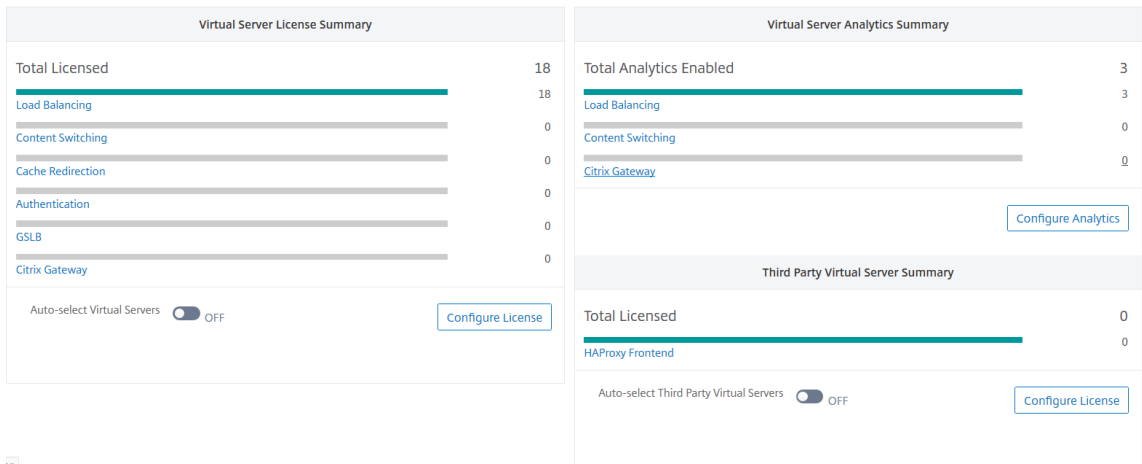 Virtual Server License Summary
Total Licensed 18
18
Load Balancing
0
Content Switching
0
Cache Redirection
0
Authentication
0
GSLB
0
Citrix Gateway
Auto-select Virtual Servers OFF
Configure License
Virtual Server Analytics Summary
Total Analytics Enabled 3
3
Load Balancing
0
Content Switching
0
Citrix Gateway
Configure Analytics
Third Party Virtual Server Summary
Total Licensed 0
0
HAProxy Frontend
Auto-select Third Party Virtual Servers OFF
Configure License